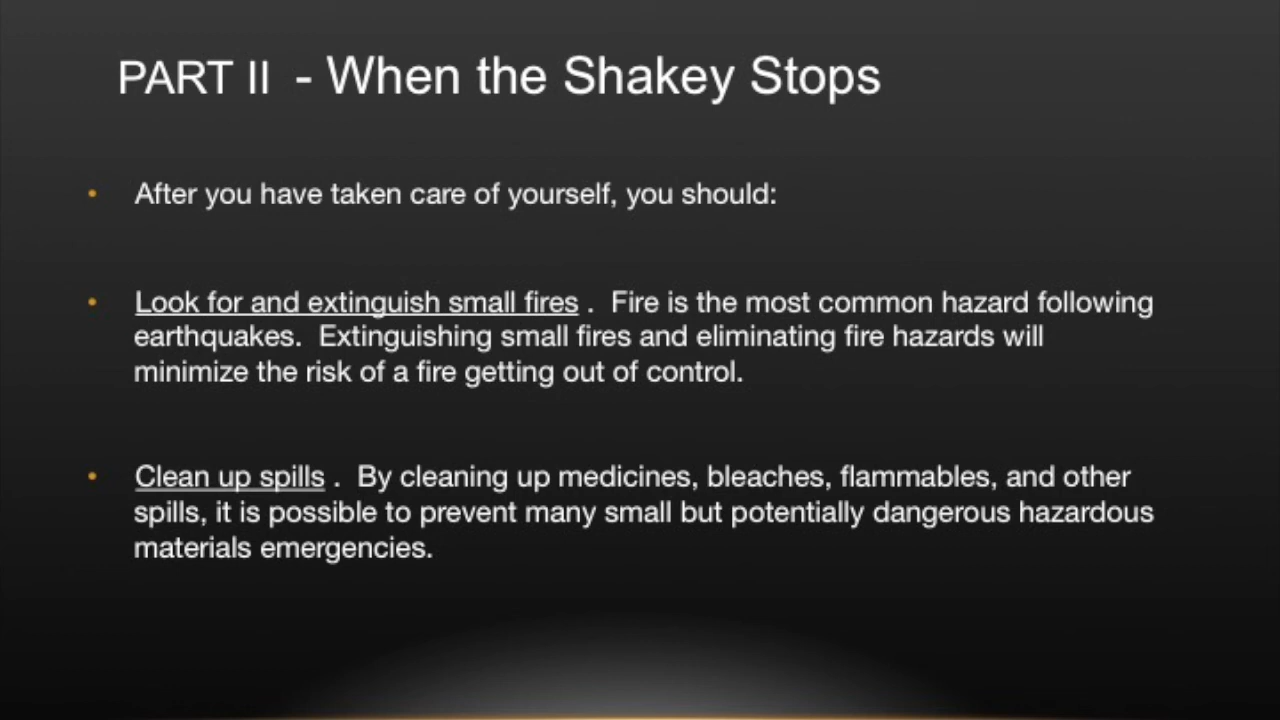 PART II - When the Shakey Stops
• After you have taken care of yourself, you should:
• Look for and extinguish small fires . Fire is the most common hazard following
earthquakes. Extinguishing small fires and eliminating fire hazards will
minimize the risk of a fire getting out of control.
• Clean up spills . By cleaning up medicines, bleaches, flammables, and other
spills, it is possible to prevent many small but potentially dangerous hazardous
materials emergencies.